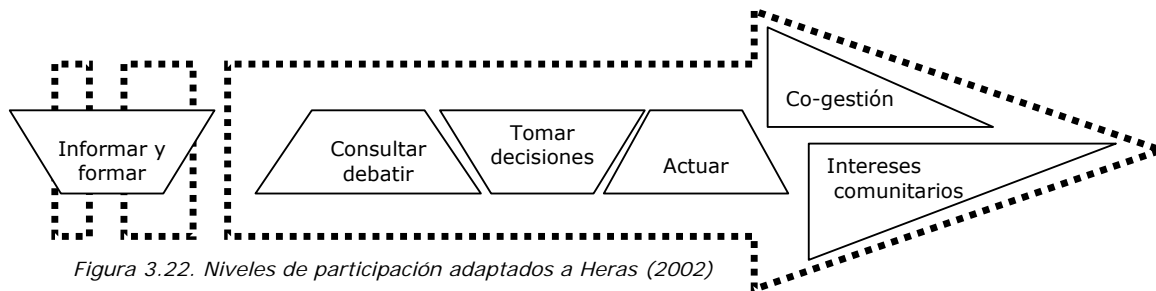 Informar y
formar
Consultar
debatir
Tomar
decisiones
Actuar
Co-gestión
Intereses
comunitarios
Figura 3.22. Niveles de participación adaptados a Heras (2002)